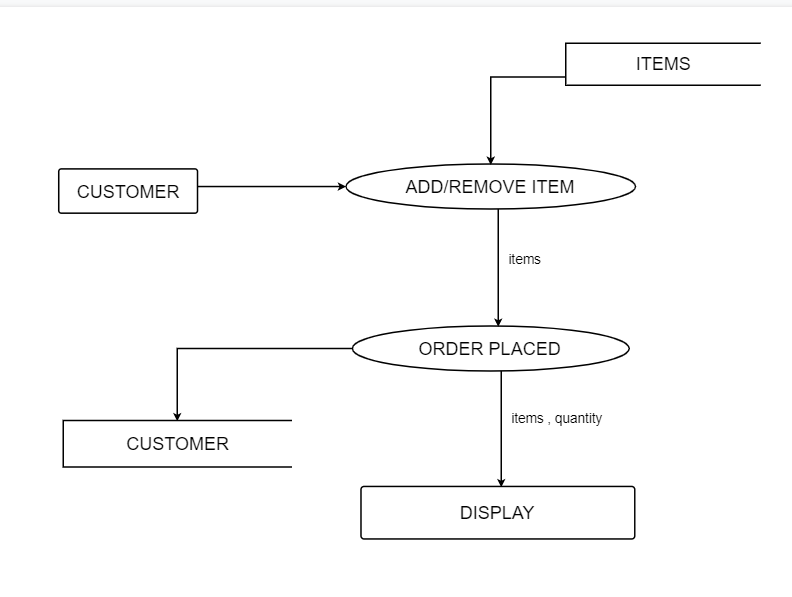 ITEMS
CUSTOMER
ADD/REMOVE ITEM
items
ORDER PLACED
items , quantity
CUSTOMER
DISPLAY